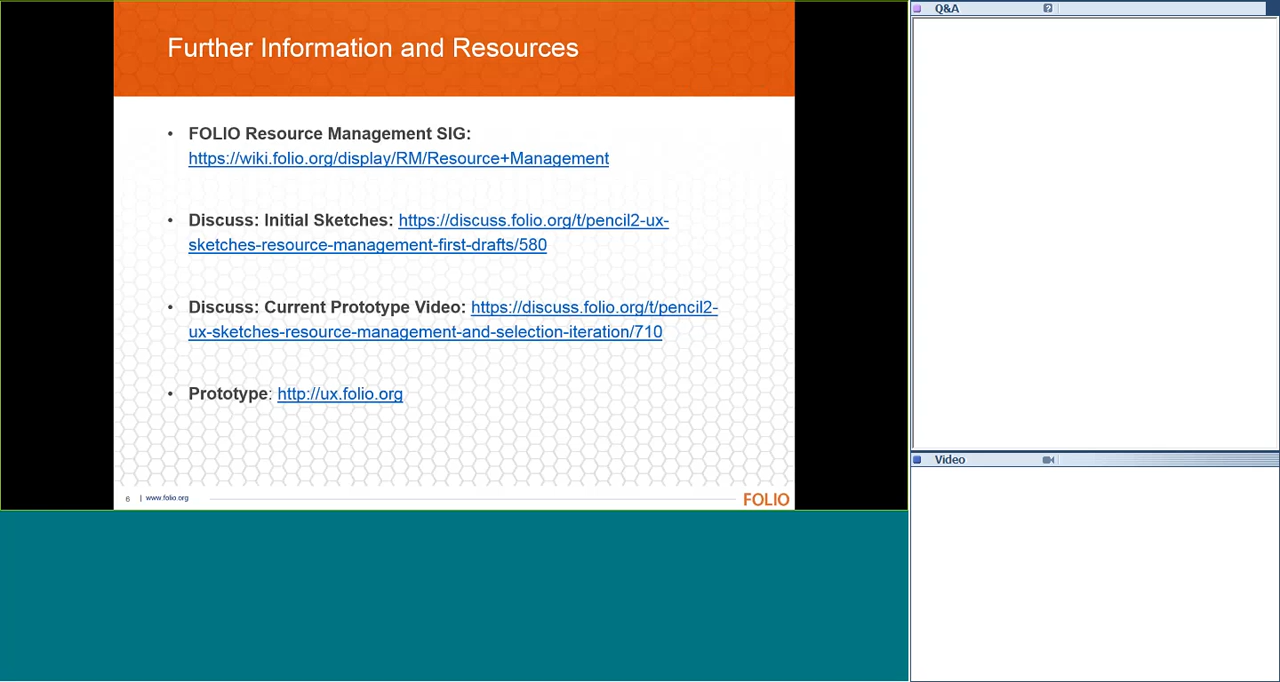 Further Information and Resources
• FOLIO Resource Management SIG:
https://wiki.folio.org/display/RM/Resource+Management
• Discuss: Initial Sketches: https://discuss.folio.org/t/pencil2-ux-
sketches-resource-management-first-drafts/580
• Discuss: Current Prototype Video: https://discuss.folio.org/t/pencil2-
ux-sketches-resource-management-and-selection-iteration/710
• Prototype: http://ux.folio.org
6 | www.folio.org
FOLIO
Q&A
?
Video